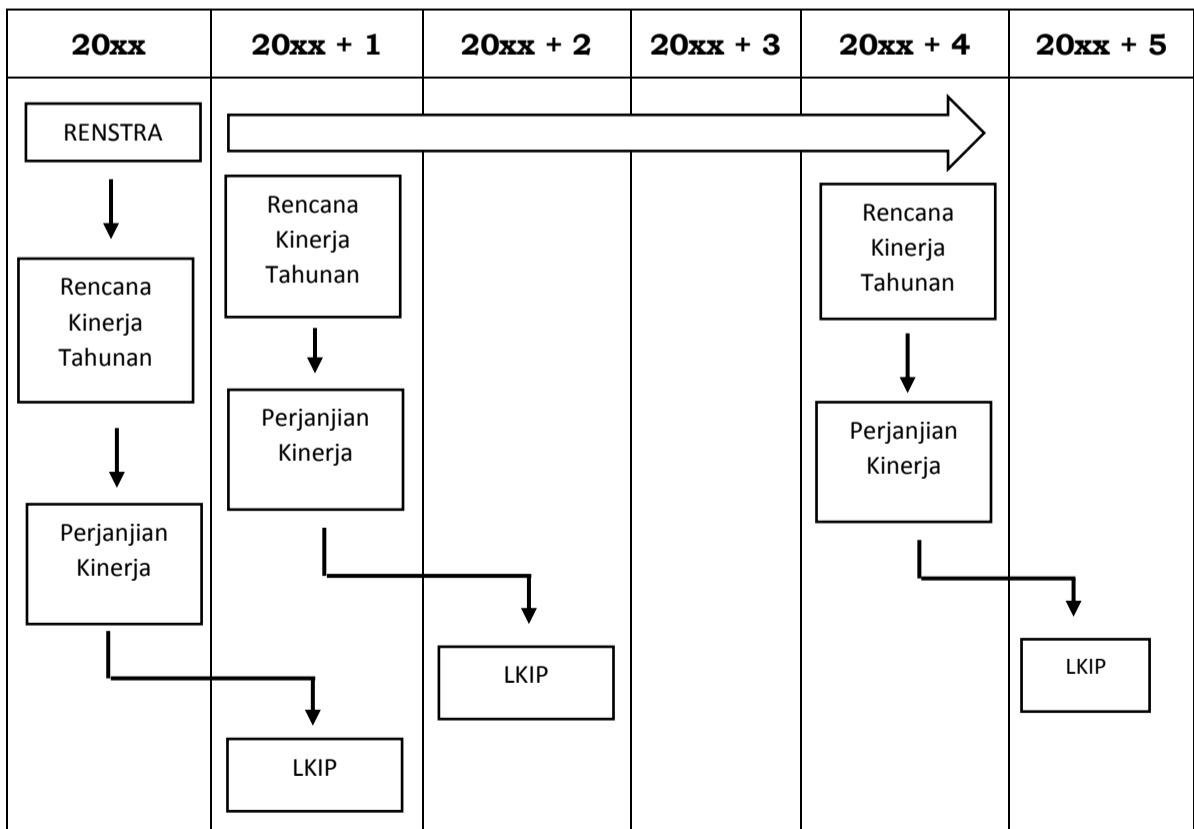 20xx
20xx + 1
20xx + 2
20xx + 3
20xx + 4
20xx + 5
RENSTRA
Rencana
Kinerja
Tahunan
Perjanjian
Kinerja
LKIP
Rencana
Kinerja
Tahunan
Perjanjian
Kinerja
LKIP
Rencana
Kinerja
Tahunan
Perjanjian
Kinerja
LKIP